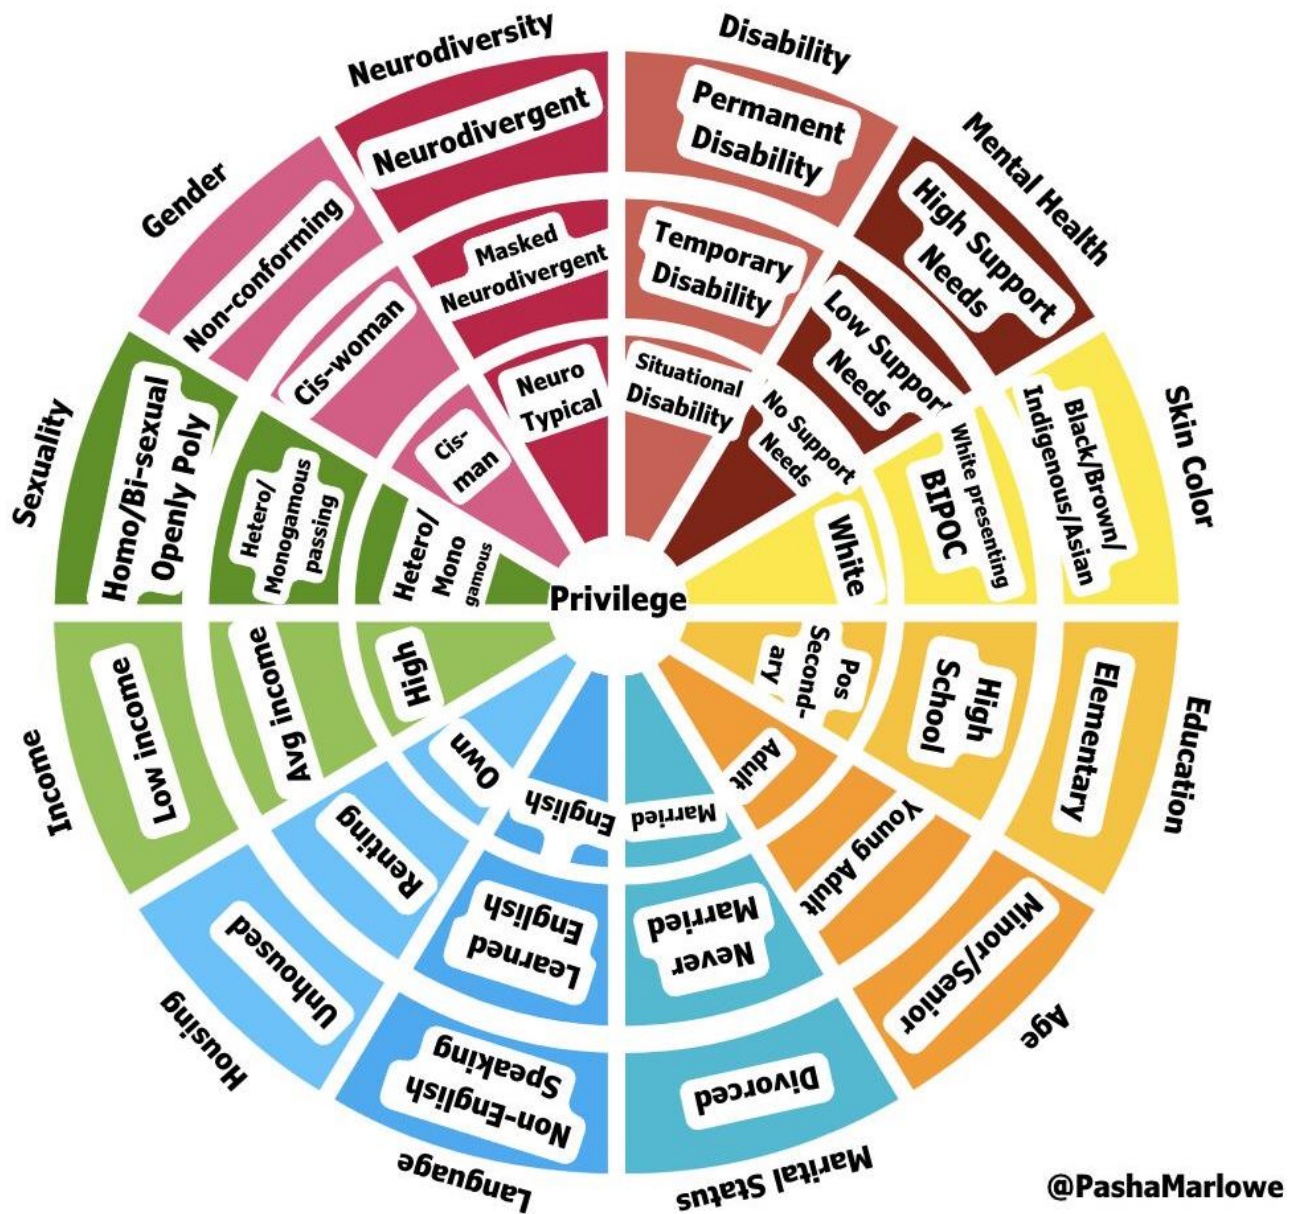 Neurodiversity
Neurodivergent
Masked
Neurodivergent
Neuro
Typical
Disability
Permanent
Disability
Temporary
Disability
Situational
Disability
Mental Health
High Support
Needs
Low Support
Needs
No Support
Needs
Skin Color
Black/Brown/
Indigenous/Asian
White presenting
BIPOC
White
Education
Elementary
High
School
Pos
Second-
ary
Age
Minor/Senior
Young Adult
Adult
Marital Status
Divorced
Never
Married
Married
Language
Non-English
Speaking
Learned
English
English
Housing
Unhoused
Renting
Own
Income
Low income
Avg income
High
Sexuality
Homo/Bi-sexual
Openly Poly
Hetero/
Monogamous
passing
Hetero/
Mono
gamous
Gender
Non-conforming
Cis-woman
Cis-
man
Privilege
@PashaMarlowe